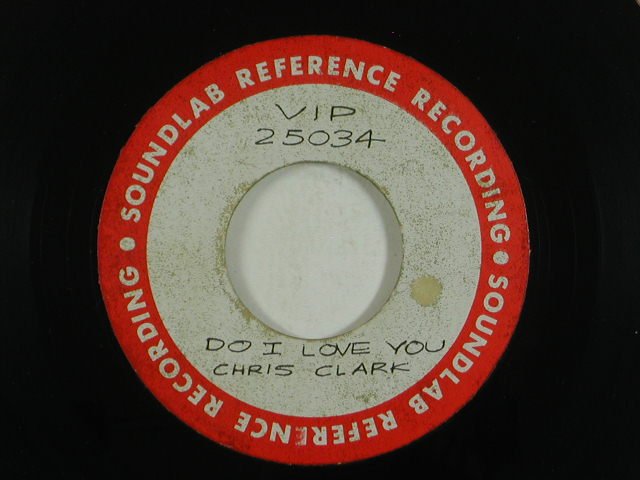 SOUNDLAB REFERENCE RECORDING • SOUNDLAB REFERENCE RECORDING •
VIP
25034
DO I LOVE YOU
CHRIS CLARK